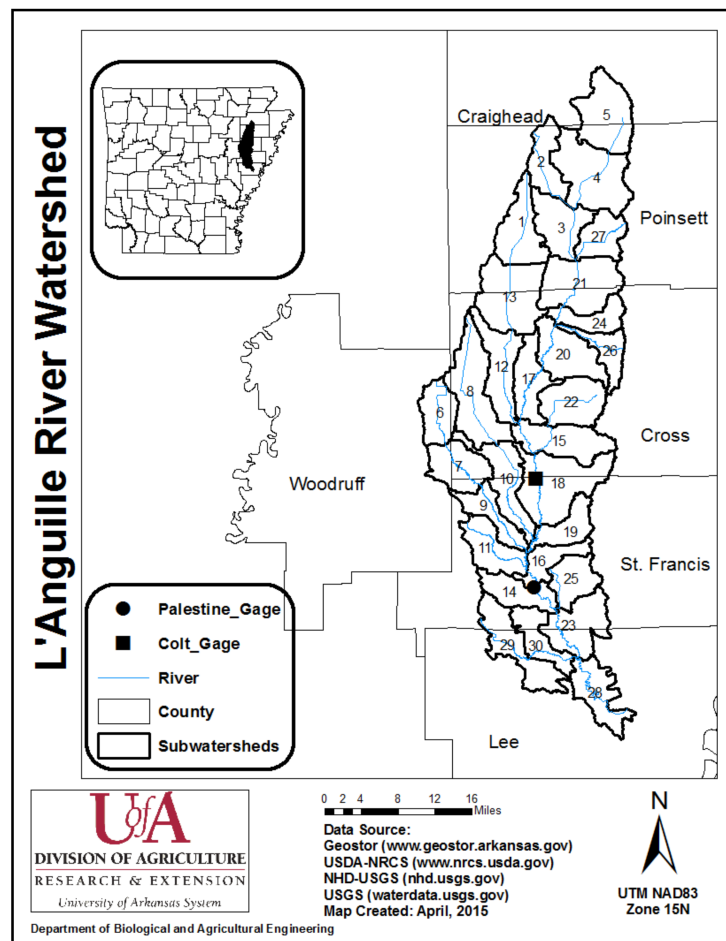 L'Anguille River Watershed
Craighead
5
2
4
Poinsett
1
3
27
21
13
24
20
26
12
17
8
22
6
15
Cross
7
10
18
Woodruff
9
19
11
16
St. Francis
25
14
23
29
30
28
Lee
Palestine_Gage
Colt_Gage
River
County
Subwatersheds
UofA
DIVISION OF AGRICULTURE
RESEARCH & EXTENSION
University of Arkansas System
Department of Biological and Agricultural Engineering
0 2 4 8 12 16
Miles
Data Source:
Geostor (www.geostor.arkansas.gov)
USDA-NRCS (www.nrcs.usda.gov)
NHD-USGS (nhd.usgs.gov)
USGS (waterdata.usgs.gov)
Map Created: April, 2015
N
UTM NAD83
Zone 15N